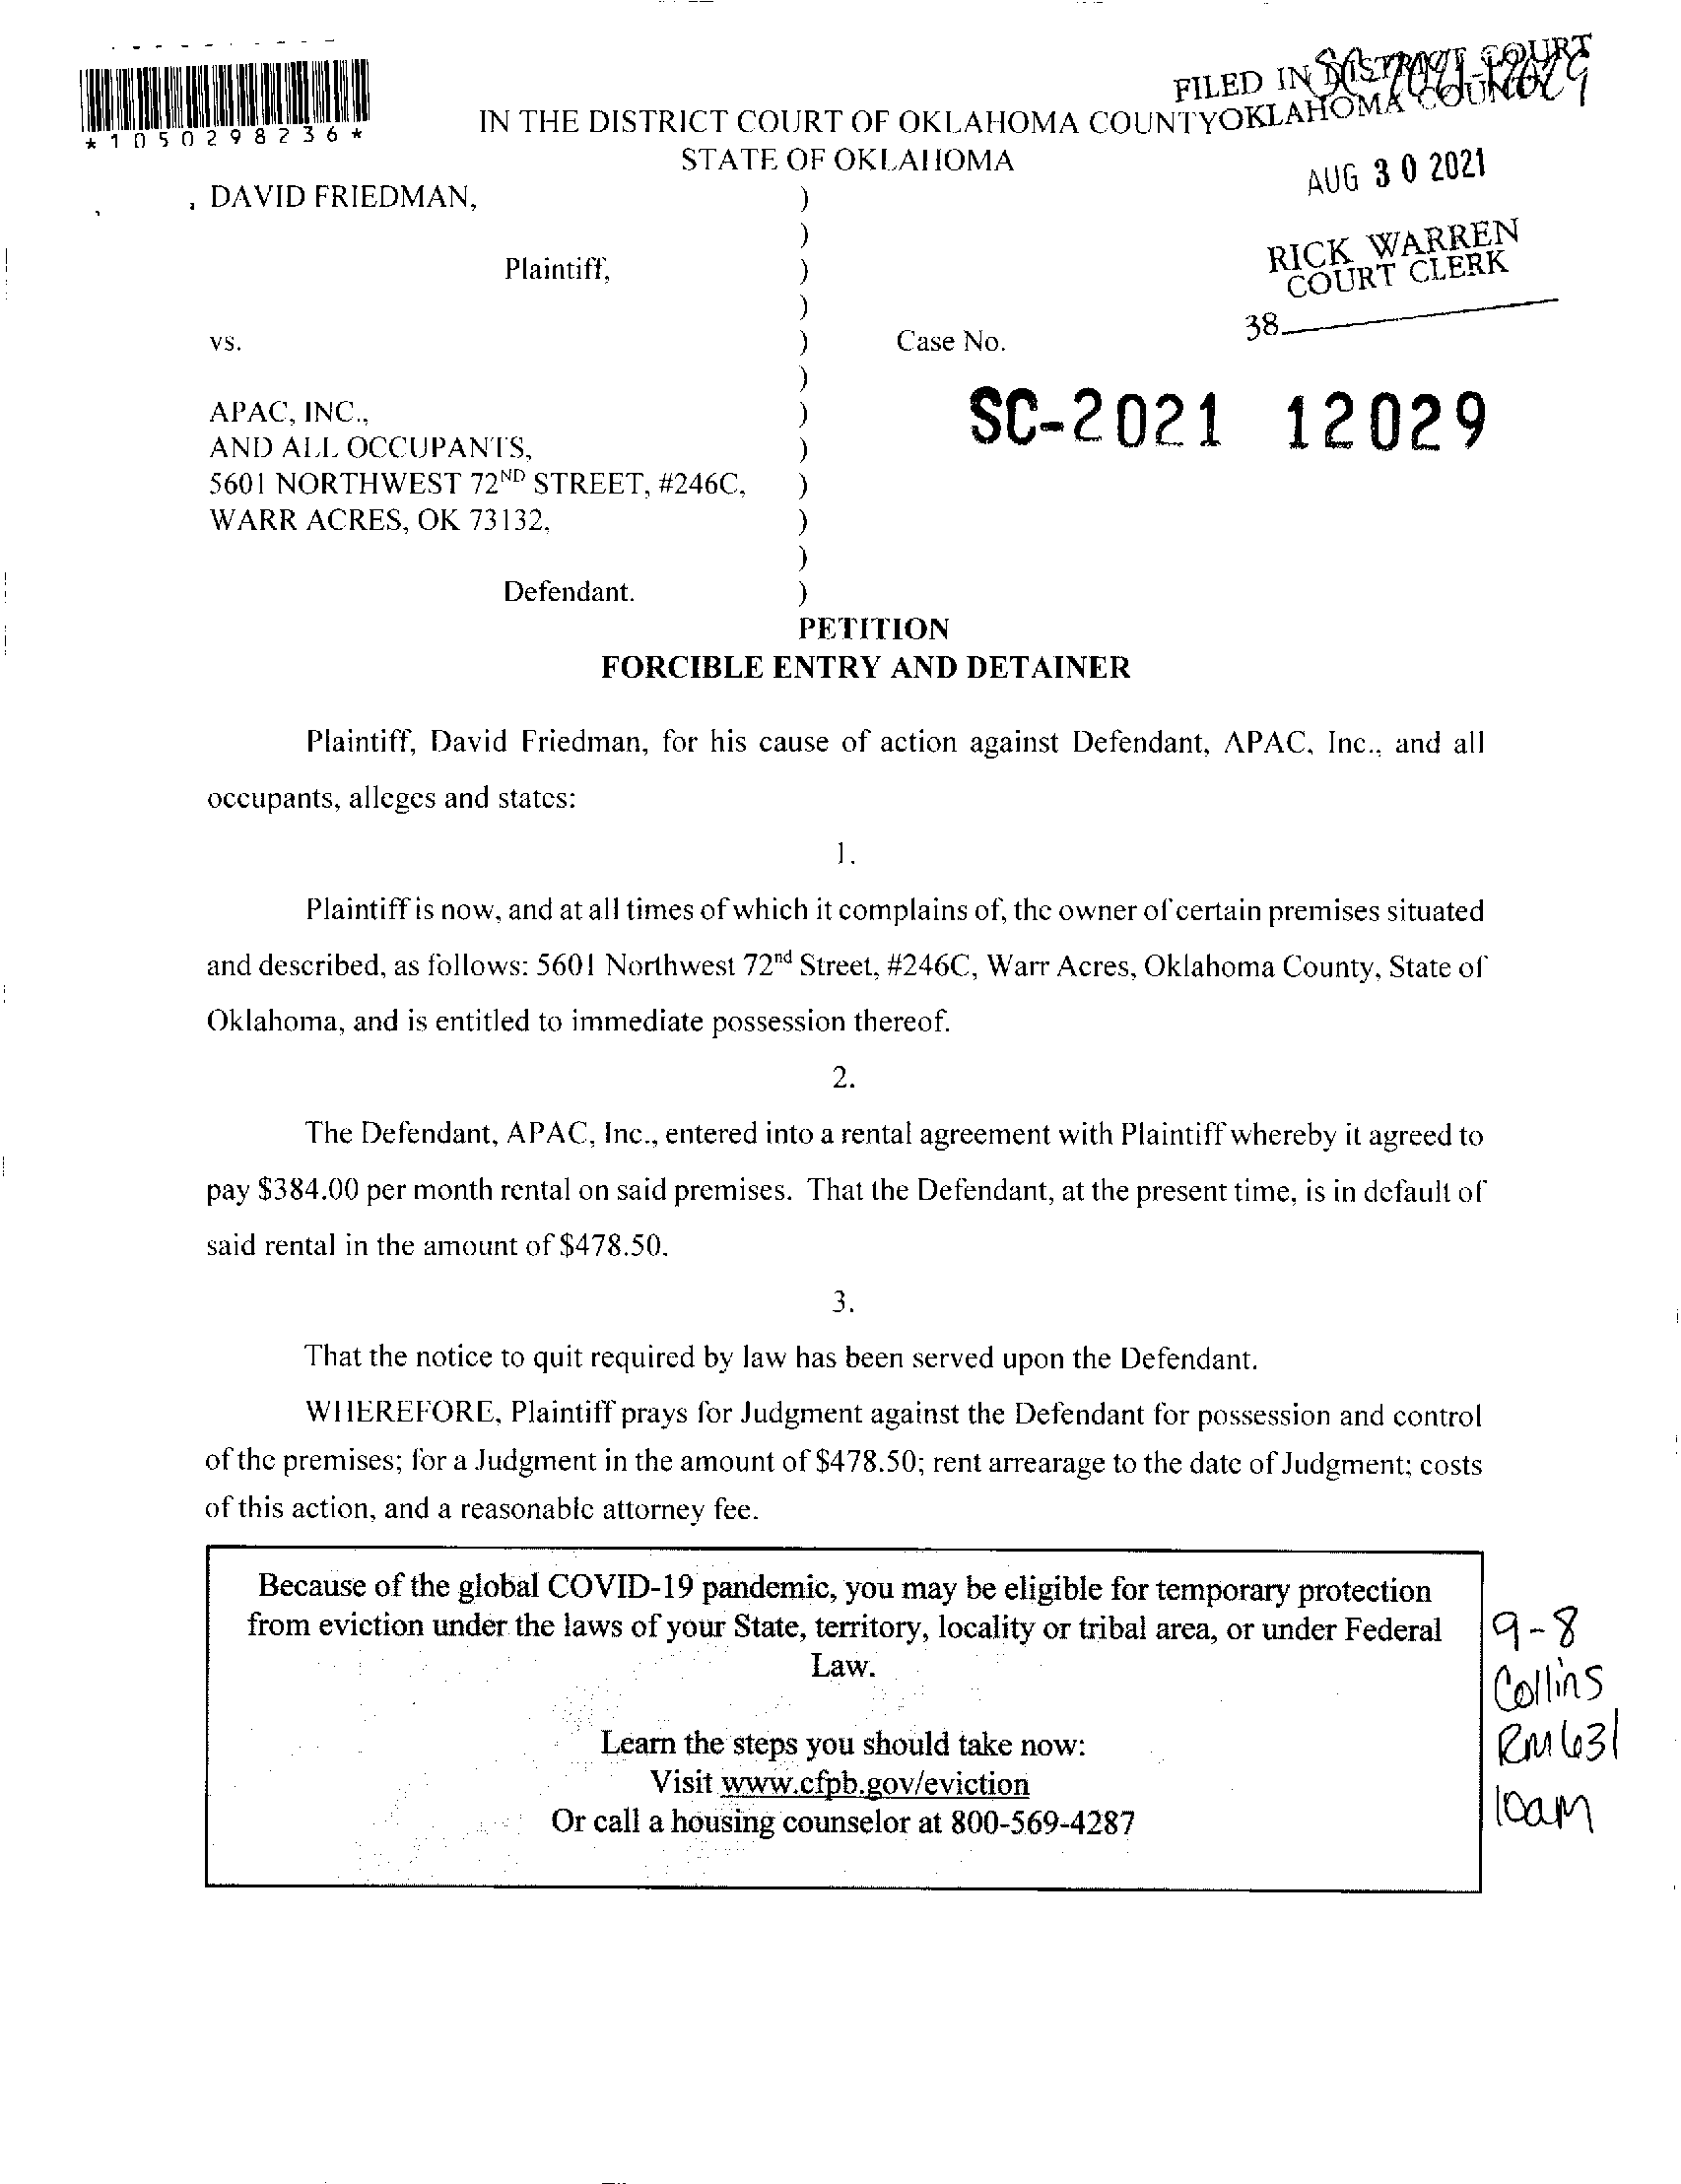 *1050298236*
FILED IN DISTRICT COURT
OKLAHOMA COUNTY
SC-2021-12029
IN THE DISTRICT COURT OF OKLAHOMA COUNTY
STATE OF OKLAHOMA
AUG 30 2021
RICK WARREN
COURT CLERK
38
DAVID FRIEDMAN, )
)
Plaintiff, )
)
vs. ) Case No.
)
APAC, INC., ) SC-2021 12029
AND ALL OCCUPANTS, )
5601 NORTHWEST 72ND STREET, #246C, )
WARR ACRES, OK 73132, )
)
Defendant. )
PETITION
FORCIBLE ENTRY AND DETAINER
Plaintiff, David Friedman, for his cause of action against Defendant, APAC, Inc., and all
occupants, alleges and states:
1.
Plaintiff is now, and at all times of which it complains of, the owner of certain premises situated
and described, as follows: 5601 Northwest 72nd Street, #246C, Warr Acres, Oklahoma County, State of
Oklahoma, and is entitled to immediate possession thereof.
2.
The Defendant, APAC, Inc., entered into a rental agreement with Plaintiff whereby it agreed to
pay $384.00 per month rental on said premises. That the Defendant, at the present time, is in default of
said rental in the amount of $478.50.
3.
That the notice to quit required by law has been served upon the Defendant.
WHEREFORE, Plaintiff prays for Judgment against the Defendant for possession and control
of the premises; for a Judgment in the amount of $478.50; rent arrearage to the date of Judgment; costs
of this action, and a reasonable attorney fee.
Because of the global COVID-19 pandemic, you may be eligible for temporary protection
from eviction under the laws of your State, territory, locality or tribal area, or under Federal
Law.
Learn the steps you should take now:
Visit www.cfpb.gov/eviction
Or call a housing counselor at 800-569-4287
9-8
Collins
Rm 631
10am